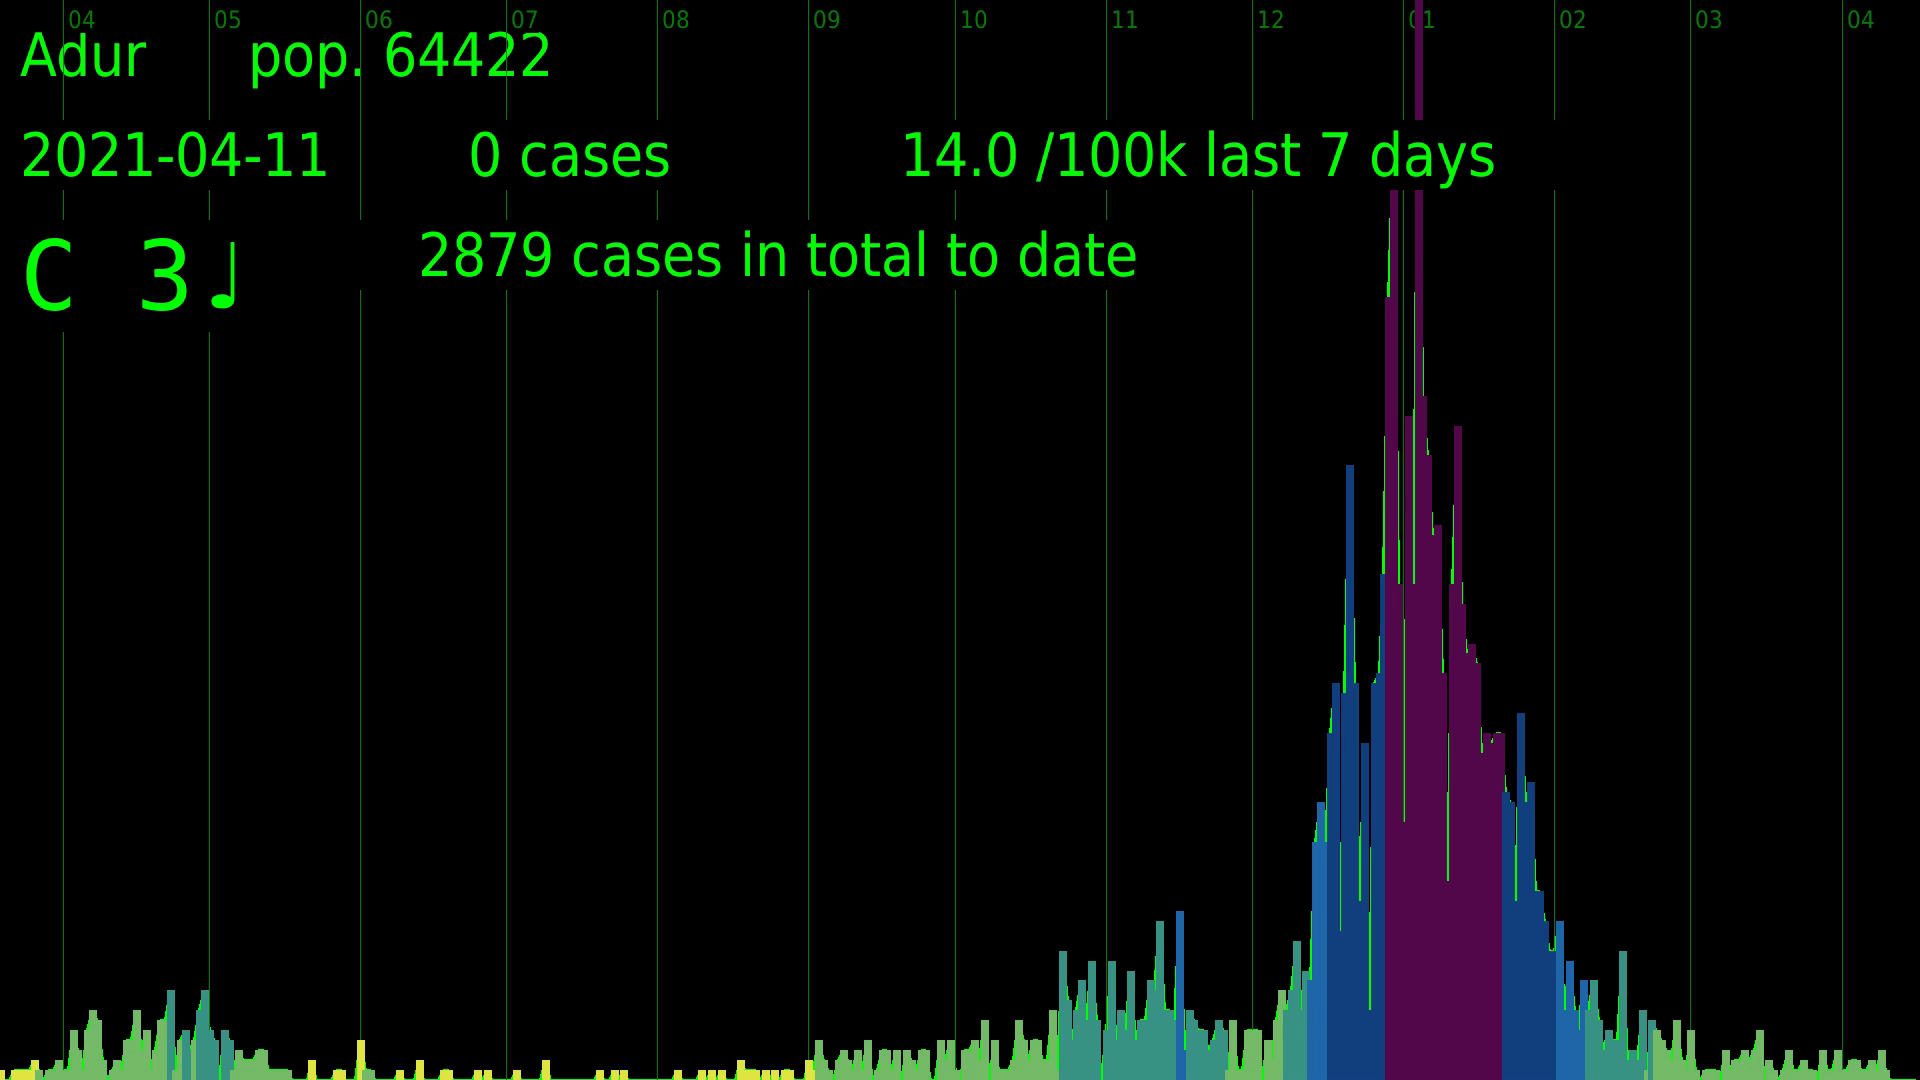 04 05 06 07 08 09 10 11 12 01 02 03 04
Adur pop. 64422
2021-04-11 0 cases 14.0 /100k last 7 days
C 3♩ 2879 cases in total to date